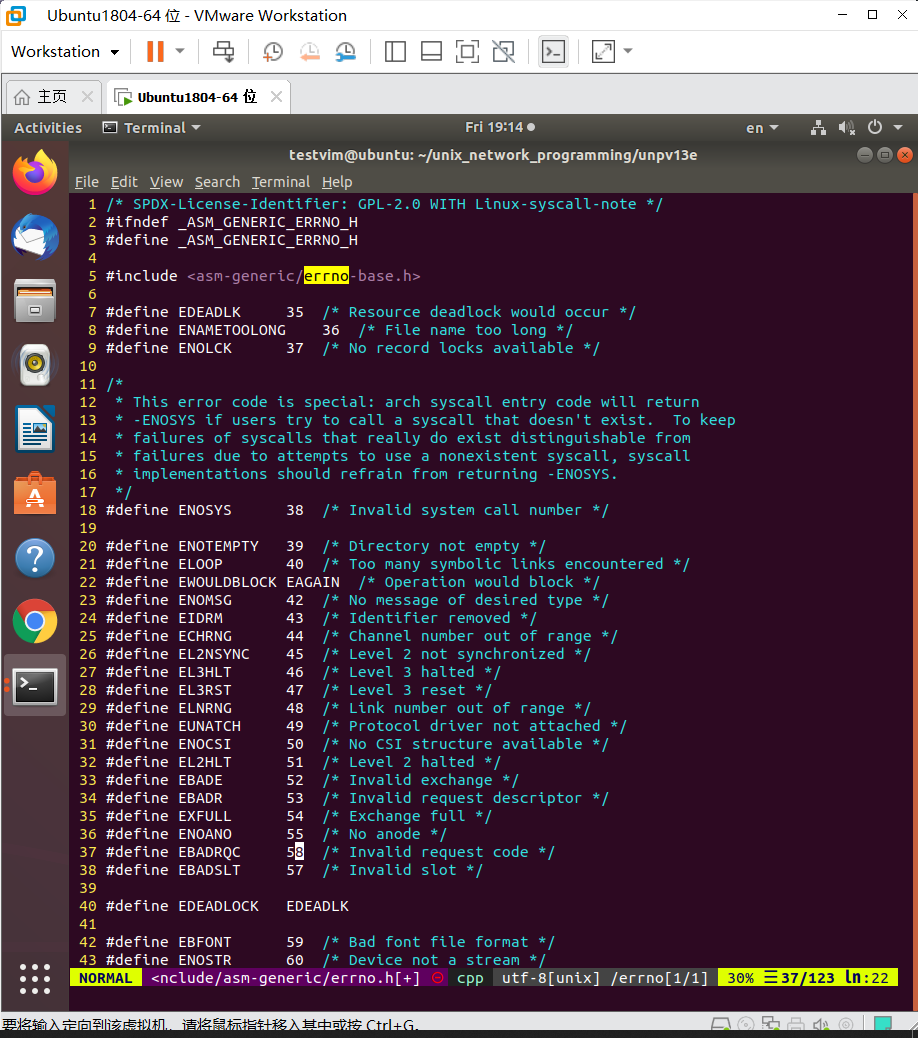 Ubuntu1804-64 位 - VMware Workstation
Workstation
主页
Ubuntu1804-64 位
Activities Terminal Fri 19:14 en
testvim@ubuntu: ~/unix_network_programming/unpv13e
File Edit View Search Terminal Help
1 /* SPDX-License-Identifier: GPL-2.0 WITH Linux-syscall-note */
2 #ifndef _ASM_GENERIC_ERRNO_H
3 #define _ASM_GENERIC_ERRNO_H
4
5 #include <asm-generic/errno-base.h>
6
7 #define EDEADLK 35 /* Resource deadlock would occur */
8 #define ENAMETOOLONG 36 /* File name too long */
9 #define ENOLCK 37 /* No record locks available */
10
11 /*
12 * This error code is special: arch syscall entry code will return
13 * -ENOSYS if users try to call a syscall that doesn't exist. To keep
14 * failures of syscalls that really do exist distinguishable from
15 * failures due to attempts to use a nonexistent syscall, syscall
16 * implementations should refrain from returning -ENOSYS.
17 */
18 #define ENOSYS 38 /* Invalid system call number */
19
20 #define ENOTEMPTY 39 /* Directory not empty */
21 #define ELOOP 40 /* Too many symbolic links encountered */
22 #define EWOULDBLOCK EAGAIN /* Operation would block */
23 #define ENOMSG 42 /* No message of desired type */
24 #define EIDRM 43 /* Identifier removed */
25 #define ECHRNG 44 /* Channel number out of range */
26 #define EL2NSYNC 45 /* Level 2 not synchronized */
27 #define EL3HLT 46 /* Level 3 halted */
28 #define EL3RST 47 /* Level 3 reset */
29 #define ELNRNG 48 /* Link number out of range */
30 #define EUNATCH 49 /* Protocol driver not attached */
31 #define ENOCSI 50 /* No CSI structure available */
32 #define EL2HLT 51 /* Level 2 halted */
33 #define EBADE 52 /* Invalid exchange */
34 #define EBADR 53 /* Invalid request descriptor */
35 #define EXFULL 54 /* Exchange full */
36 #define ENOANO 55 /* No anode */
37 #define EBADRQC 58 /* Invalid request code */
38 #define EBADSLT 57 /* Invalid slot */
39
40 #define EDEADLOCK EDEADLK
41
42 #define EBFONT 59 /* Bad font file format */
43 #define ENOSTR 60 /* Device not a stream */
NORMAL <nclude/asm-generic/errno.h[+] cpp utf-8[unix] /errno[1/1] 30% ☰37/123 ln:22
要将输入定向到该虚拟机，请将鼠标指针移入其中或按 Ctrl+G。